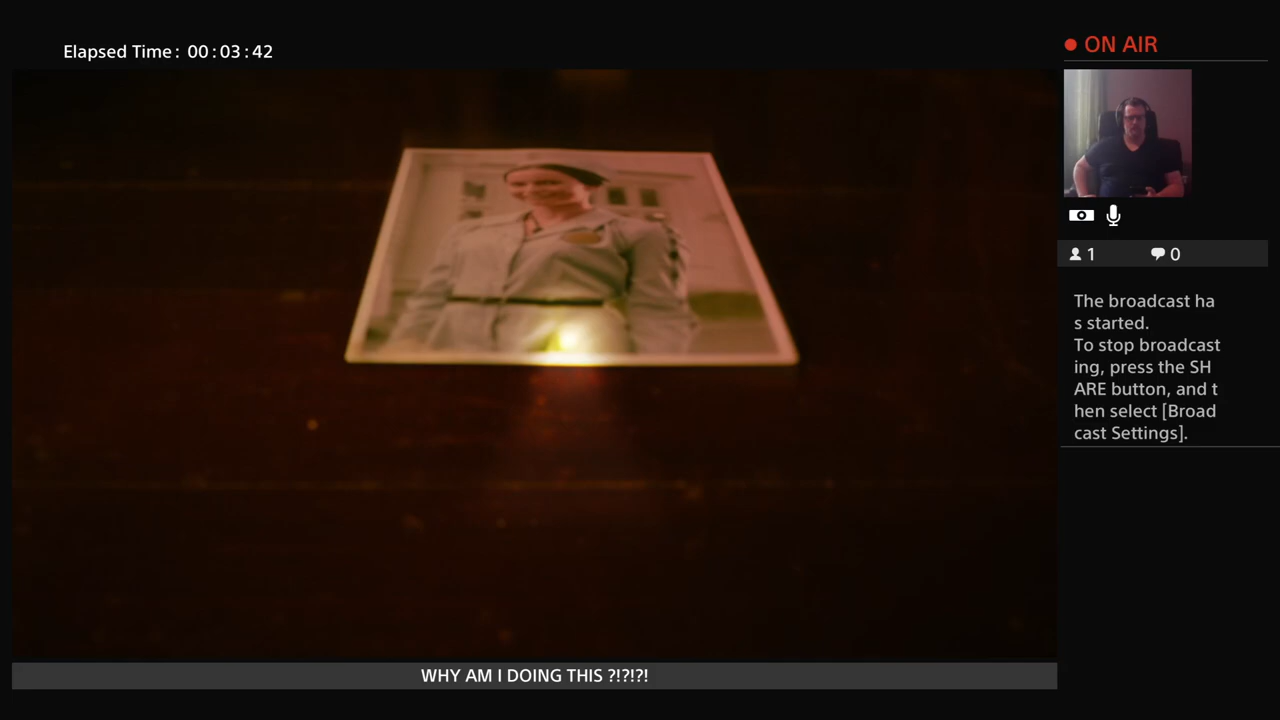 Elapsed Time: 00:03:42
ON AIR
1 0
The broadcast ha
s started.
To stop broadcast
ing, press the SH
ARE button, and t
hen select [Broad
cast Settings].
WHY AM I DOING THIS ?!?!?!